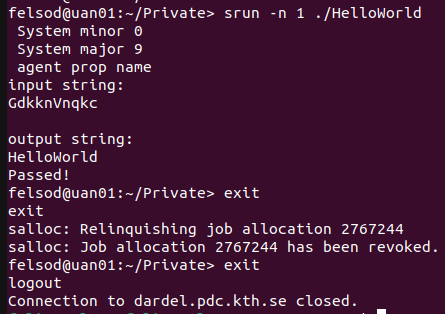 felsod@uan01:~/Private> srun -n 1 ./HelloWorld
System minor 0
System major 9
agent prop name
input string:
GdkknVnqkc
output string:
HelloWorld
Passed!
felsod@uan01:~/Private> exit
exit
salloc: Relinquishing job allocation 2767244
salloc: Job allocation 2767244 has been revoked.
felsod@uan01:~/Private> exit
logout
Connection to dardel.pdc.kth.se closed.